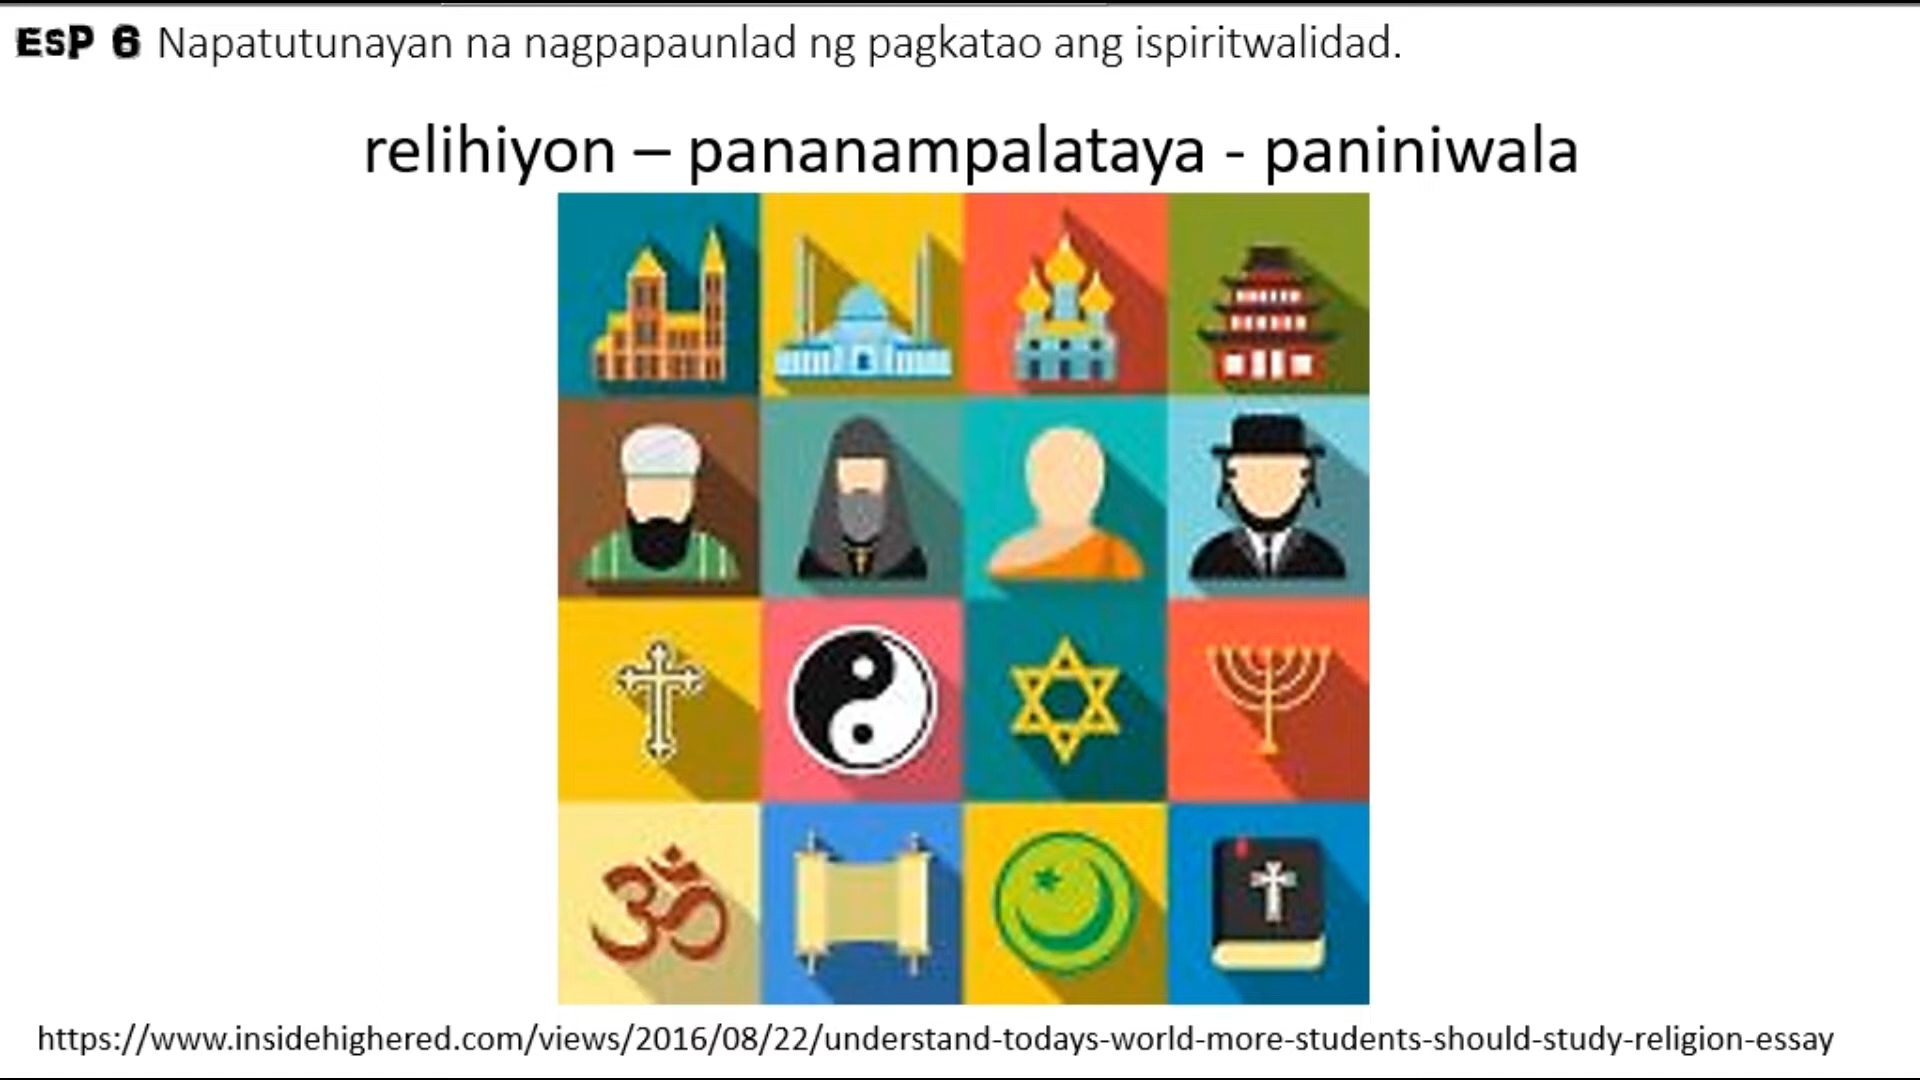 EsP 6 Napatutunayan na nagpapaunlad ng pagkatao ang ispiritwalidad.
relihiyon – pananampalataya - paniniwala
https://www.insidehighered.com/views/2016/08/22/understand-todays-world-more-students-should-study-religion-essay